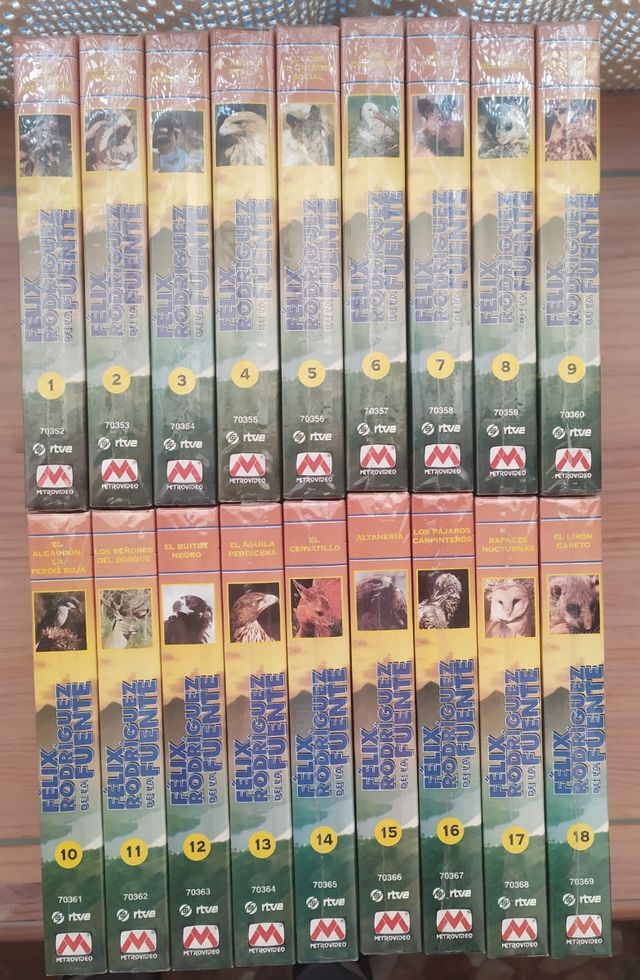 EL LOBO
CAZADO
SOCIAL
FÉLIX
RODRÍGUEZ
DE LA FUENTE
1
70352
rtve
METROVIDEO
FÉLIX
RODRÍGUEZ
DE LA FUENTE
2
70353
rtve
METROVIDEO
FÉLIX
RODRÍGUEZ
DE LA FUENTE
3
70354
rtve
METROVIDEO
FÉLIX
RODRÍGUEZ
DE LA FUENTE
4
70355
rtve
METROVIDEO
FÉLIX
RODRÍGUEZ
DE LA FUENTE
5
70356
rtve
METROVIDEO
FÉLIX
RODRÍGUEZ
DE LA FUENTE
6
70357
rtve
METROVIDEO
FÉLIX
RODRÍGUEZ
DE LA FUENTE
7
70358
rtve
METROVIDEO
FÉLIX
RODRÍGUEZ
DE LA FUENTE
8
70359
rtve
METROVIDEO
FÉLIX
RODRÍGUEZ
DE LA FUENTE
9
70360
rtve
METROVIDEO
EL
ALCAUDÓN.
LA
PERDIZ ROJA
FÉLIX
RODRÍGUEZ
DE LA FUENTE
10
70361
rtve
METROVIDEO
LOS SEÑORES
DEL BOSQUE
FÉLIX
RODRÍGUEZ
DE LA FUENTE
11
70362
rtve
METROVIDEO
EL BUITRE
NEGRO
FÉLIX
RODRÍGUEZ
DE LA FUENTE
12
70363
rtve
METROVIDEO
EL ÁGUILA
PERDICERA
FÉLIX
RODRÍGUEZ
DE LA FUENTE
13
70364
rtve
METROVIDEO
EL
CERVATILLO
FÉLIX
RODRÍGUEZ
DE LA FUENTE
14
70365
rtve
METROVIDEO
ALTANERÍA
FÉLIX
RODRÍGUEZ
DE LA FUENTE
15
70366
rtve
METROVIDEO
LOS PÁJAROS
CARPINTEROS
FÉLIX
RODRÍGUEZ
DE LA FUENTE
16
70367
rtve
METROVIDEO
RAPACES
NOCTURNAS
FÉLIX
RODRÍGUEZ
DE LA FUENTE
17
70368
rtve
METROVIDEO
EL LIRÓN
CARETO
FÉLIX
RODRÍGUEZ
DE LA FUENTE
18
70369
rtve
METROVIDEO